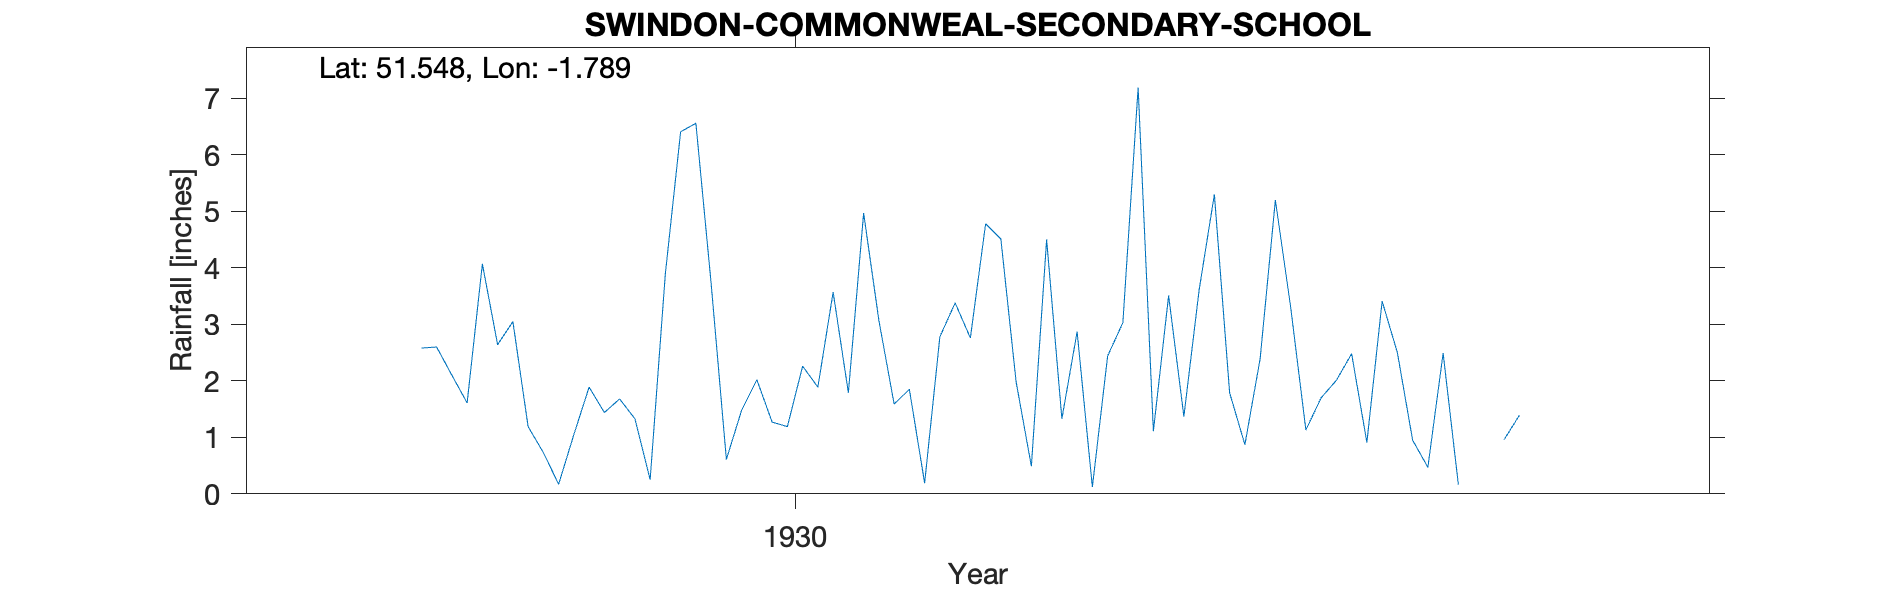 SWINDON-COMMONWEAL-SECONDARY-SCHOOL
Lat: 51.548, Lon: -1.789
7
6
5
4
3
2
1
0
Rainfall [inches]
1930
Year